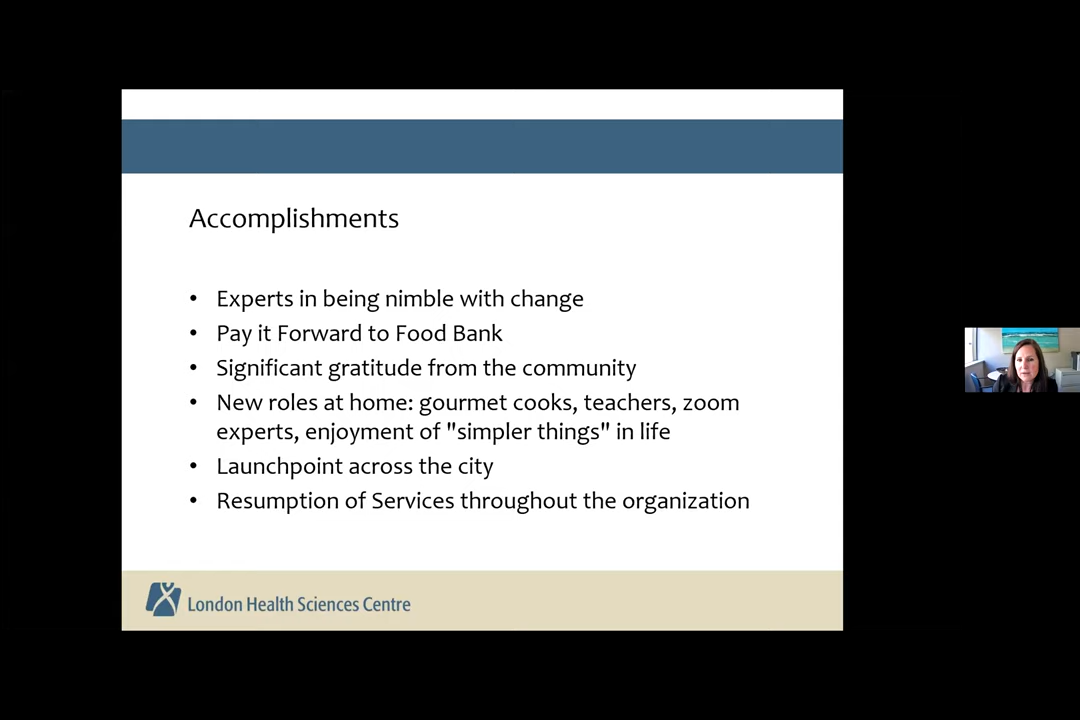 Accomplishments
• Experts in being nimble with change
• Pay it Forward to Food Bank
• Significant gratitude from the community
• New roles at home: gourmet cooks, teachers, zoom
experts, enjoyment of "simpler things" in life
• Launchpoint across the city
• Resumption of Services throughout the organization
London Health Sciences Centre